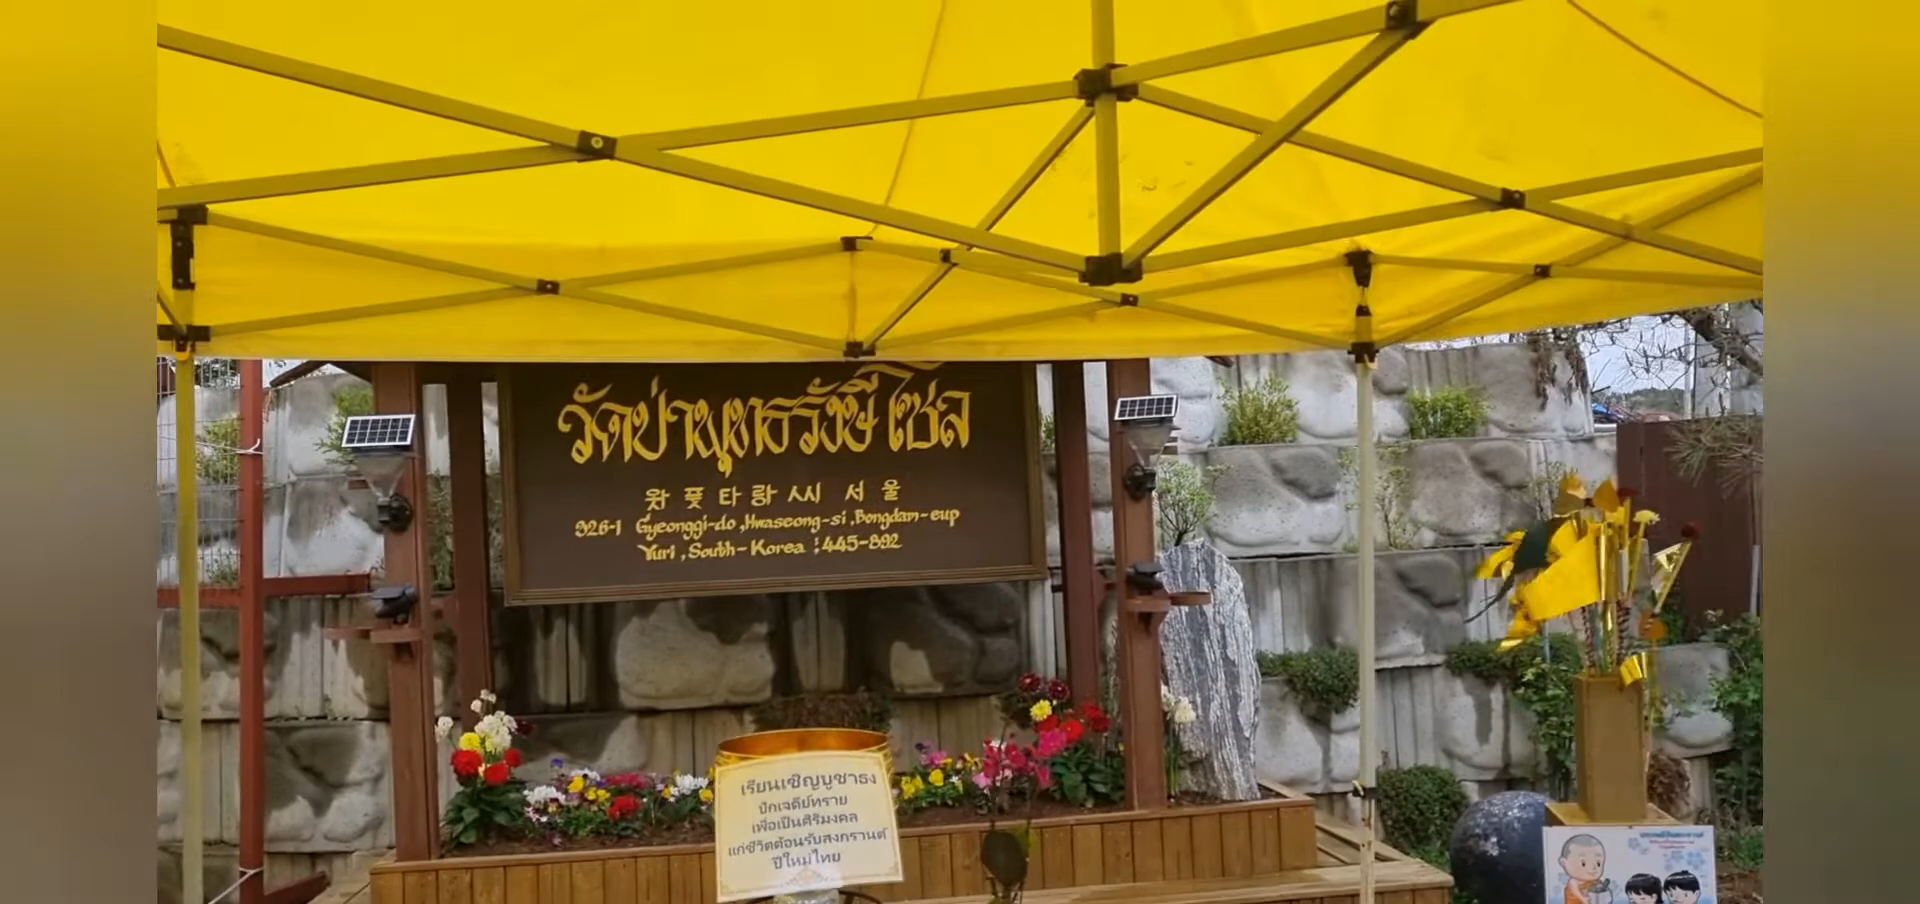 วัดป่าพุทธรังษี โซล
왓 풋 타 랑 씨 서 울
926-1 Gyeonggi-do , Hwaseong-si , Bongdam-eup
Yuri , South-Korea : 445-892
เรียนเชิญบูชาธง
ปักเจดีย์ทราย
เพื่อเป็นศิริมงคล
แก่ชีวิตต้อนรับสงกรานต์
ปีใหม่ไทย